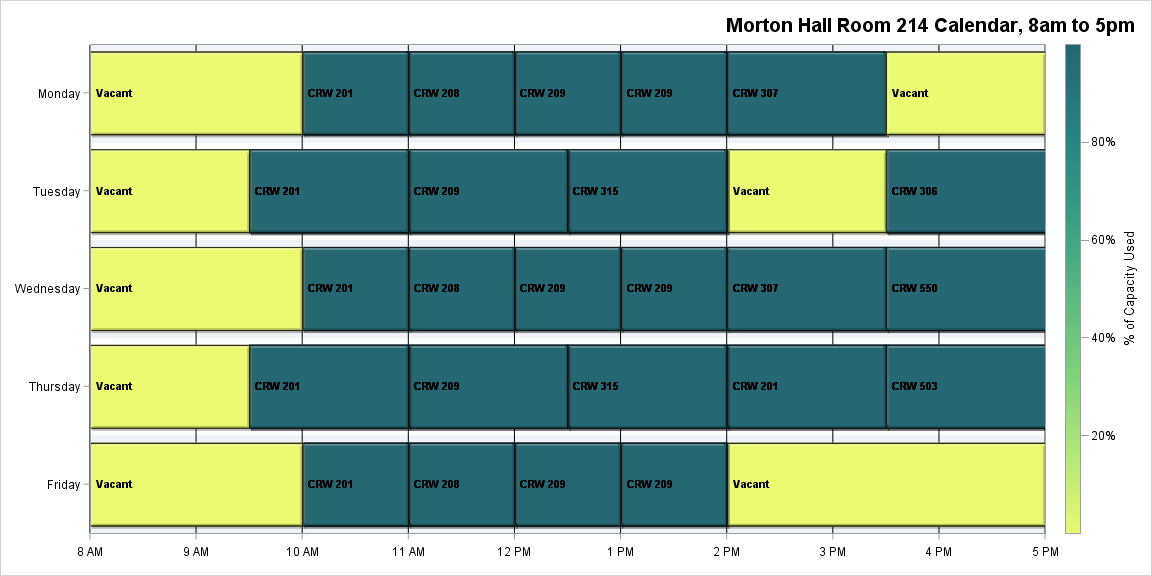 Morton Hall Room 214 Calendar, 8am to 5pm
Monday
Vacant
CRW 201
CRW 208
CRW 209
CRW 209
CRW 307
Vacant
Tuesday
Vacant
CRW 201
CRW 209
CRW 315
Vacant
CRW 306
Wednesday
Vacant
CRW 201
CRW 208
CRW 209
CRW 209
CRW 307
CRW 550
Thursday
Vacant
CRW 201
CRW 209
CRW 315
CRW 201
CRW 503
Friday
Vacant
CRW 201
CRW 208
CRW 209
CRW 209
Vacant
8 AM
9 AM
10 AM
11 AM
12 PM
1 PM
2 PM
3 PM
4 PM
5 PM
80%
60%
40%
20%
% of Capacity Used